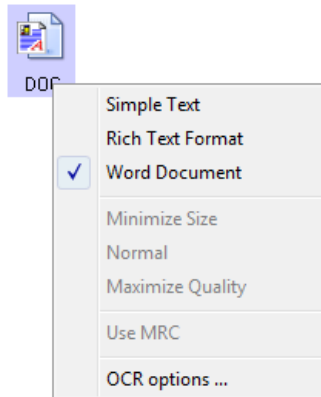 DOC
Simple Text
Rich Text Format
Word Document
Minimize Size
Normal
Maximize Quality
Use MRC
OCR options ...